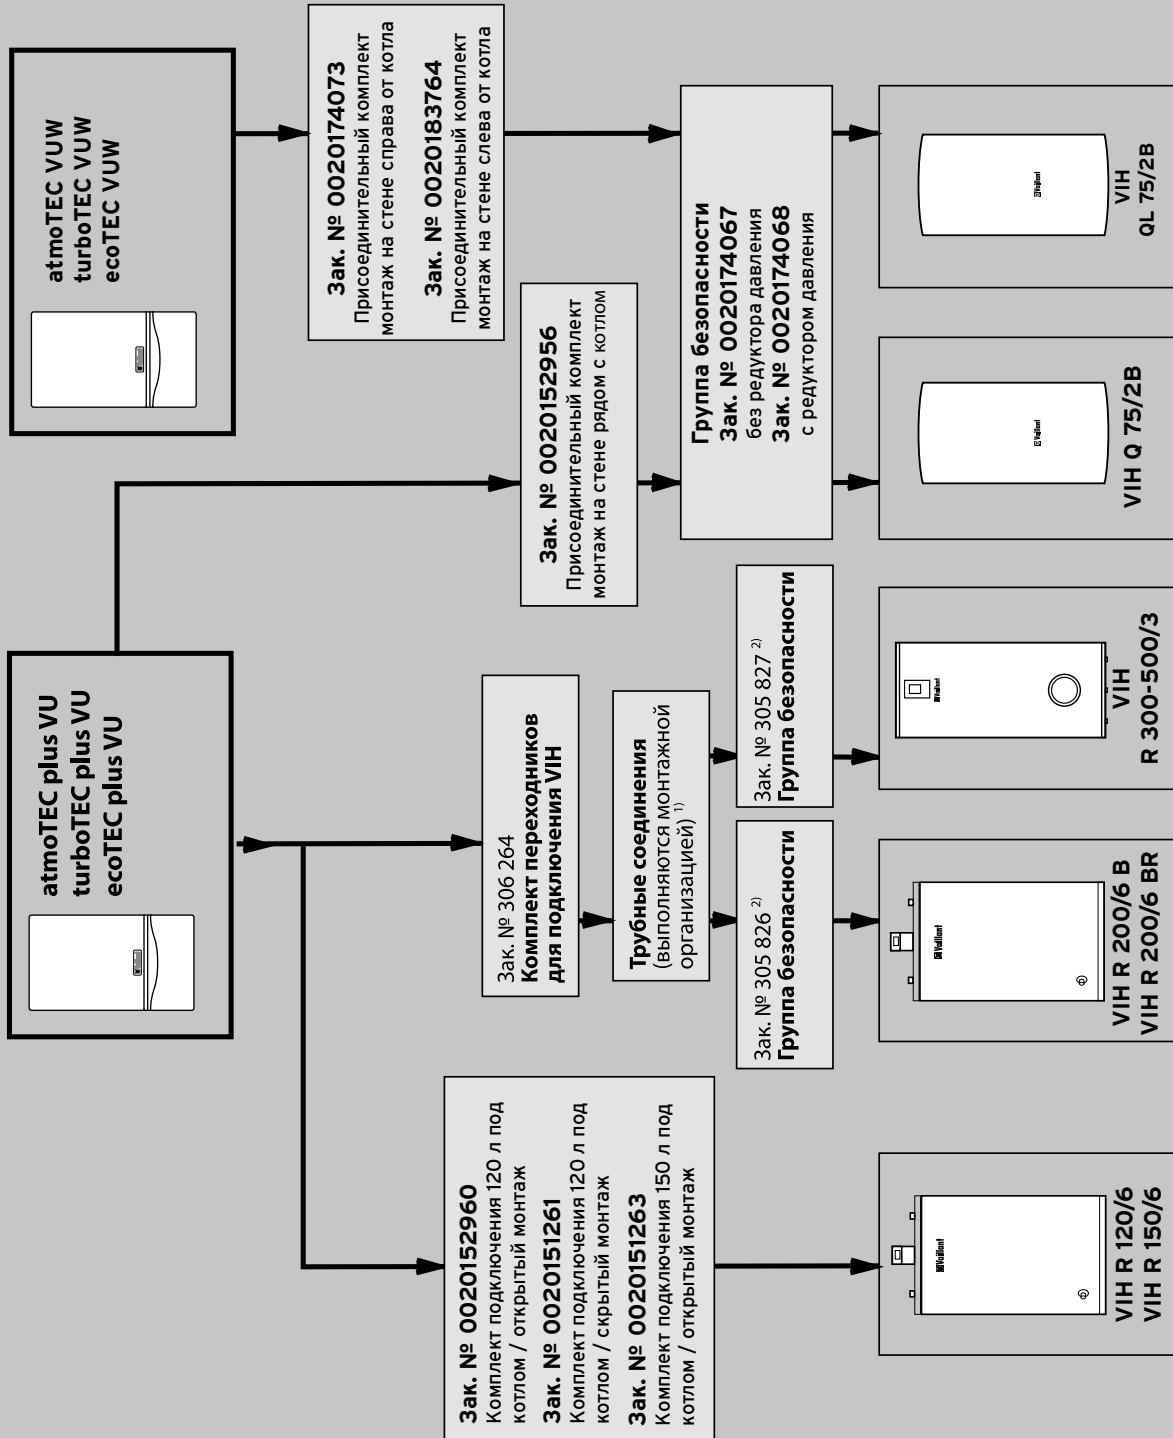 atmoTEC plus VU
turboTEC plus VU
ecoTEC plus VU
atmoTEC VUW
turboTEC VUW
ecoTEC VUW
Зак. № 0020152960
Комплект подключения 120 л под
котлом / открытый монтаж
Зак. № 0020151261
Комплект подключения 120 л под
котлом / скрытый монтаж
Зак. № 0020151263
Комплект подключения 150 л под
котлом / открытый монтаж
Зак. № 306 264
Комплект переходников
для подключения VIH
Трубные соединения
(выполняются монтажной
организацией) 1)
Зак. № 305 826 2)
Группа безопасности
Зак. № 305 827 2)
Группа безопасности
Зак. № 0020152956
Присоединительный комплект
монтаж на стене рядом с котлом
Зак. № 0020174073
Присоединительный комплект
монтаж на стене справа от котла
Зак. № 0020183764
Присоединительный комплект
монтаж на стене слева от котла
Группа безопасности
Зак. № 0020174067
без редуктора давления
Зак. № 0020174068
с редуктором давления
Vaillant
VIH R 120/6
VIH R 150/6
Vaillant
VIH R 200/6 B
VIH R 200/6 BR
Vaillant
VIH
R 300-500/3
Vaillant
VIH Q 75/2B
Vaillant
VIH
QL 75/2B